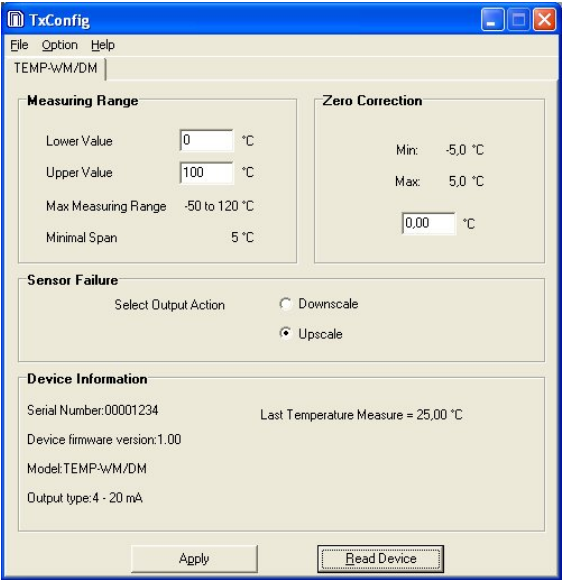 TxConfig
File Option Help
TEMP-WM/DM
Measuring Range
Lower Value 0 °C
Upper Value 100 °C
Max Measuring Range -50 to 120 °C
Minimal Span 5 °C
Zero Correction
Min: -5,0 °C
Max: 5,0 °C
0,00 °C
Sensor Failure
Select Output Action
Downscale
Upscale
Device Information
Serial Number:00001234
Device firmware version:1.00
Model:TEMP-WM/DM
Output type:4 - 20 mA
Last Temperature Measure = 25,00 °C
Apply
Read Device